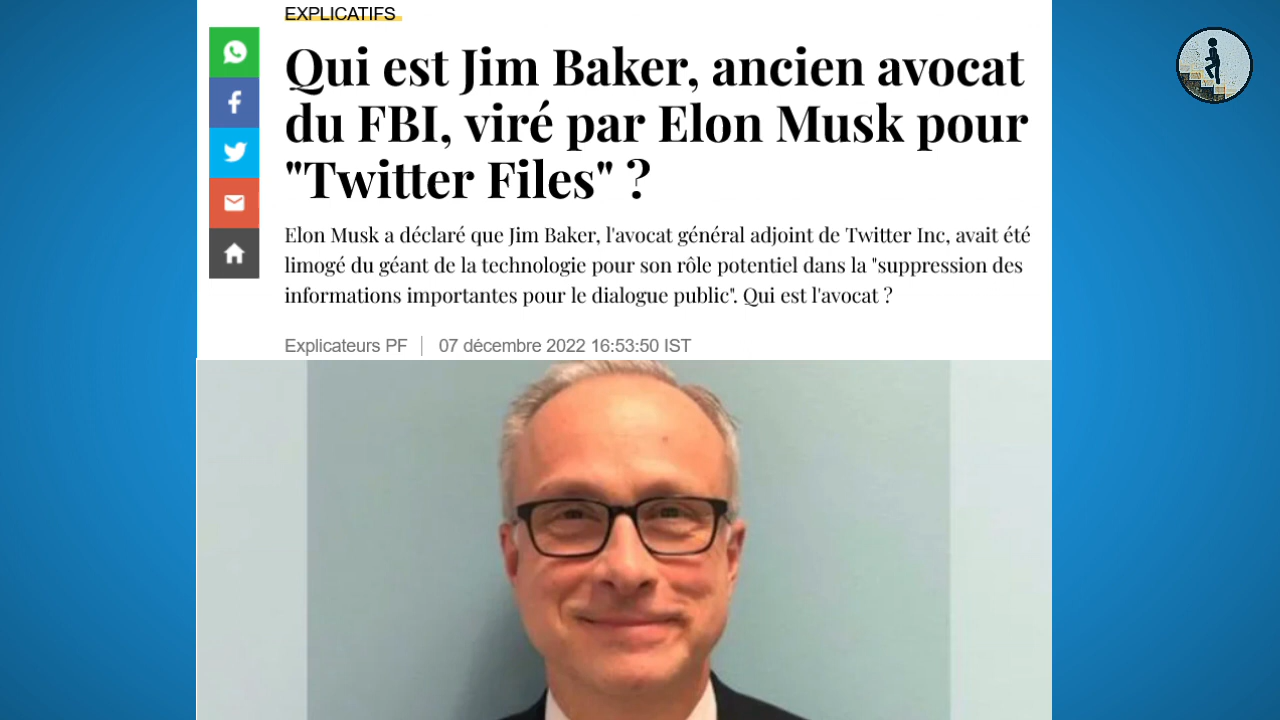 EXPLICATIFS
Qui est Jim Baker, ancien avocat
du FBI, viré par Elon Musk pour
"Twitter Files" ?
Elon Musk a déclaré que Jim Baker, l'avocat général adjoint de Twitter Inc, avait été
limogé du géant de la technologie pour son rôle potentiel dans la "suppression des
informations importantes pour le dialogue public". Qui est l'avocat ?
Explicateurs PF | 07 décembre 2022 16:53:50 IST